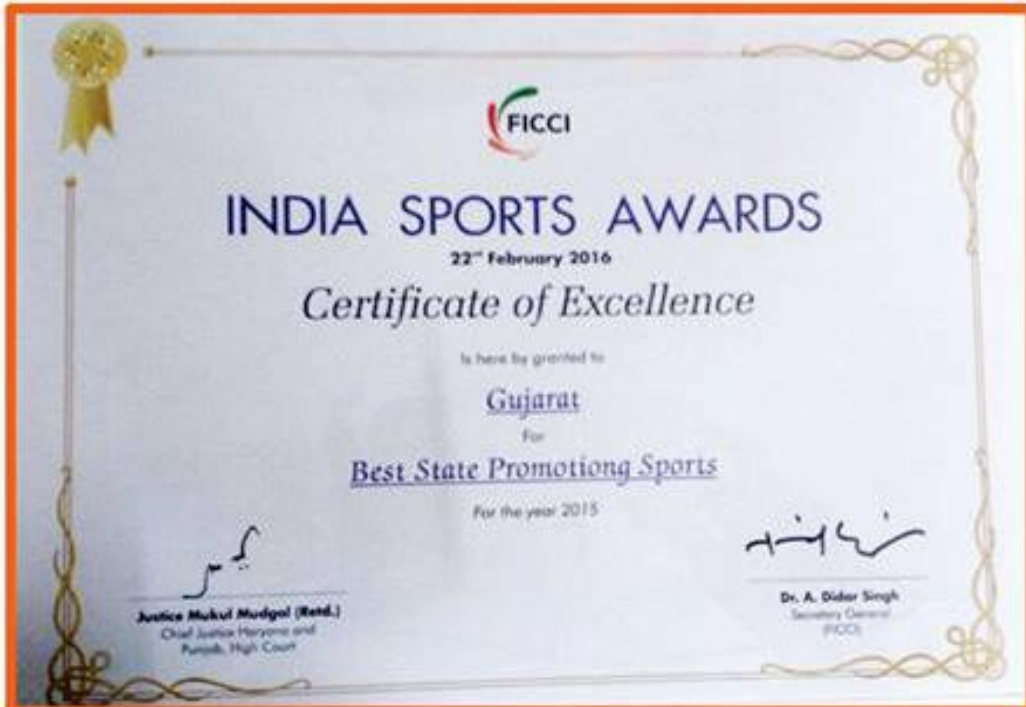 FICCI
INDIA SPORTS AWARDS
22nd February 2016
Certificate of Excellence
Is here by granted to
Gujarat
For
Best State Promotiong Sports
For the year 2015
Justice Mukul Mudgal (Retd.)
Chief Justice Haryana and
Punjab, High Court
Dr. A. Didar Singh
Secretary General
(FICCI)